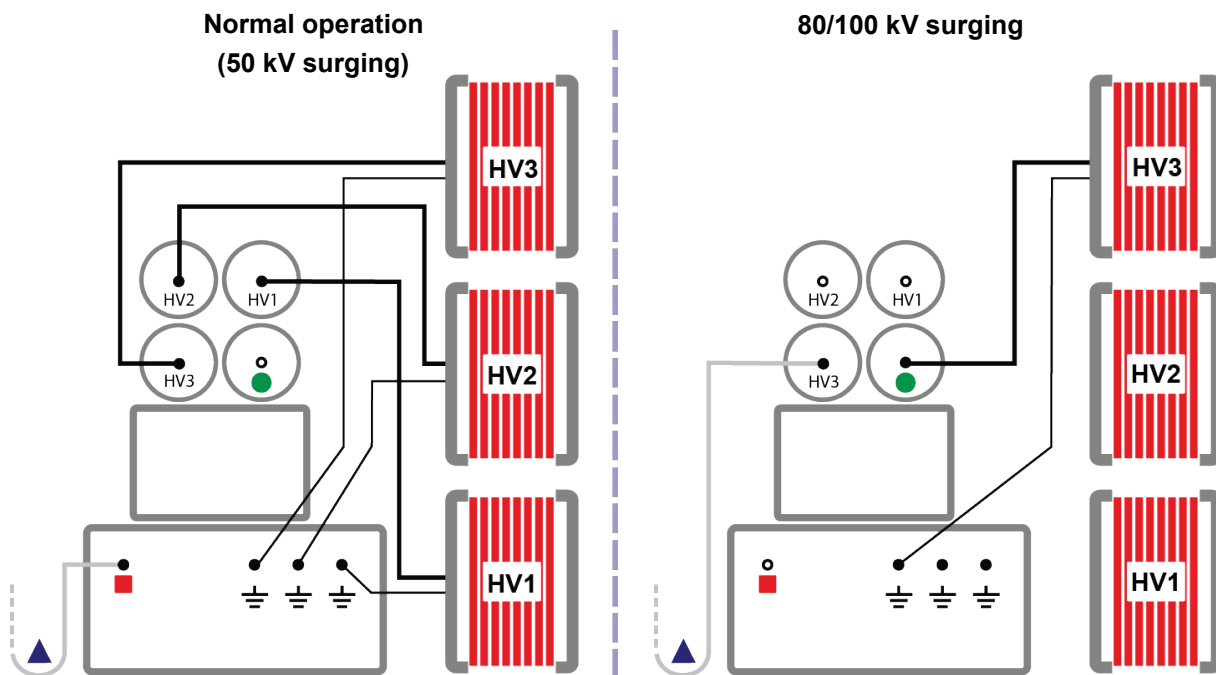 Normal operation
(50 kV surging)
HV3
HV2
HV1
HV3
HV2
HV1
80/100 kV surging
HV3
HV2
HV1
HV3
HV2
HV1